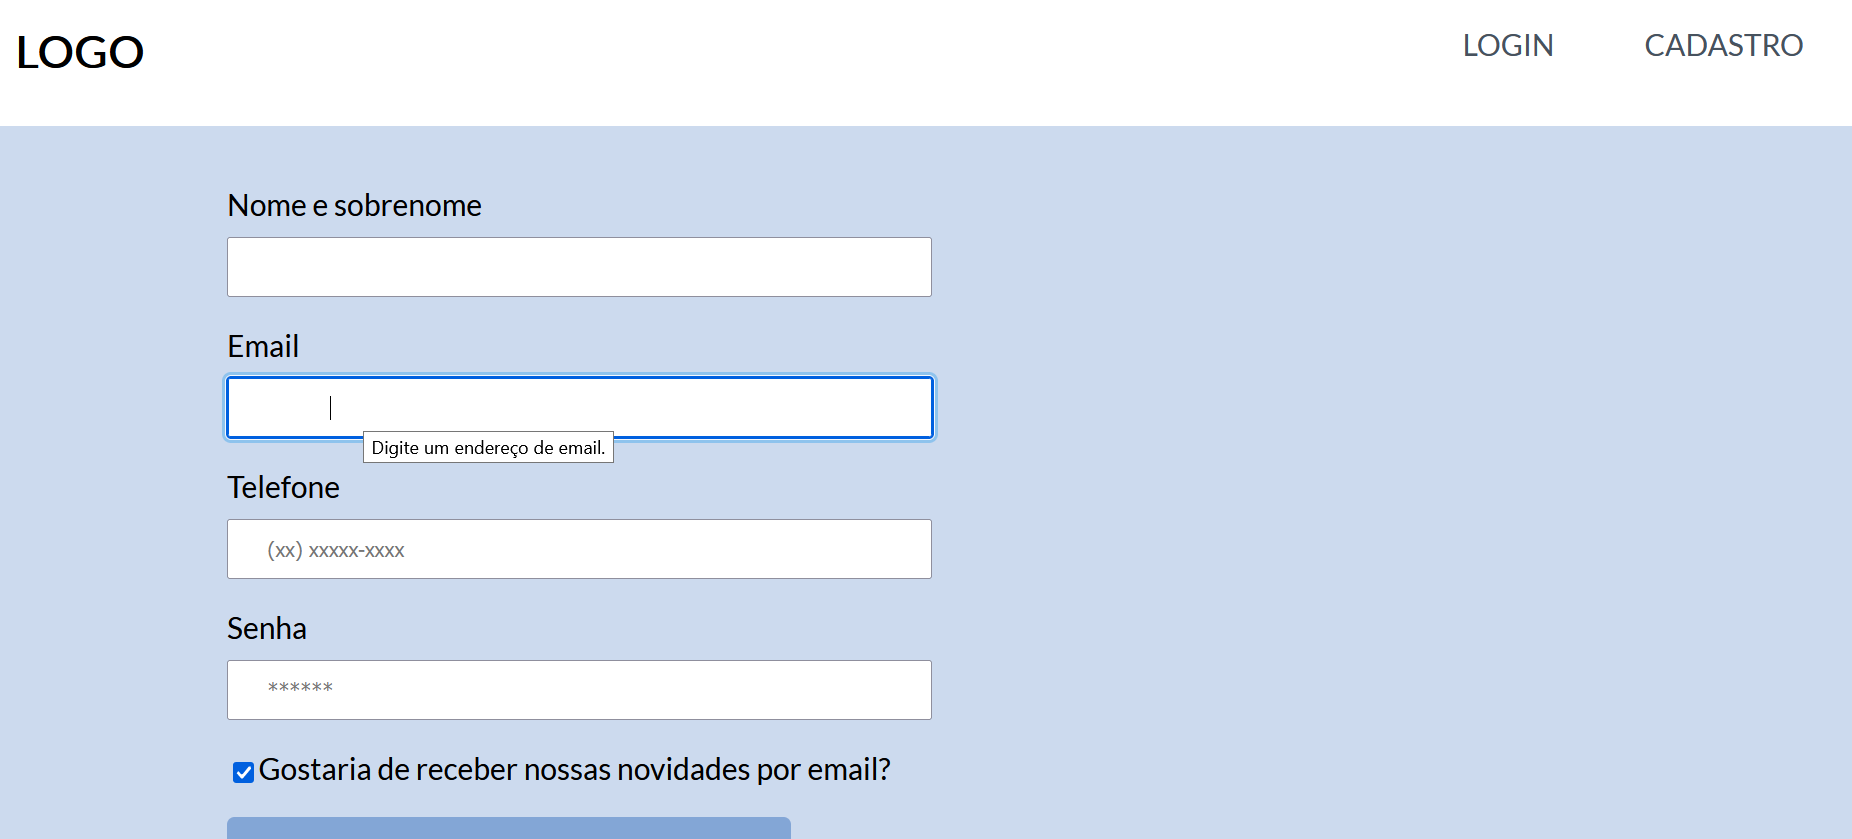 LOGO
LOGIN CADASTRO
Nome e sobrenome
Email
Digite um endereço de email.
Telefone
(xx) xxxxx-xxxx
Senha
******
Gostaria de receber nossas novidades por email?